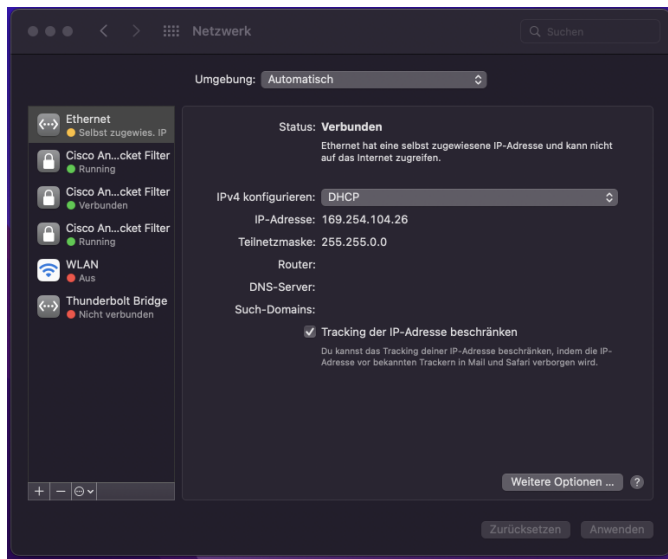 Netzwerk
Suchen
Umgebung: Automatisch
Ethernet
Selbst zugewies. IP
Cisco An...cket Filter
Running
Cisco An...cket Filter
Verbunden
Cisco An...cket Filter
Running
WLAN
Aus
Thunderbolt Bridge
Nicht verbunden
Status: Verbunden
Ethernet hat eine selbst zugewiesene IP-Adresse und kann nicht
auf das Internet zugreifen.
IPv4 konfigurieren: DHCP
IP-Adresse: 169.254.104.26
Teilnetzmaske: 255.255.0.0
Router:
DNS-Server:
Such-Domains:
Tracking der IP-Adresse beschränken
Du kannst das Tracking deiner IP-Adresse beschränken, indem die IP-
Adresse vor bekannten Trackern in Mail und Safari verborgen wird.
Weitere Optionen ... ?
Zurücksetzen Anwenden